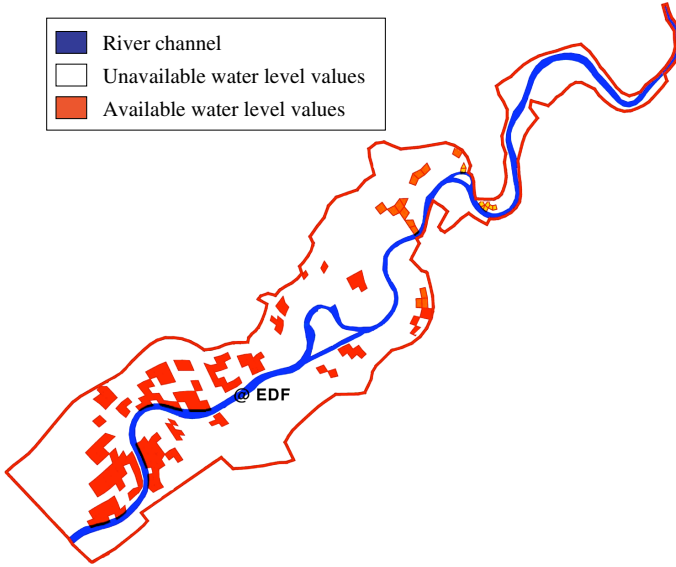 River channel
Unavailable water level values
Available water level values
@ EDF